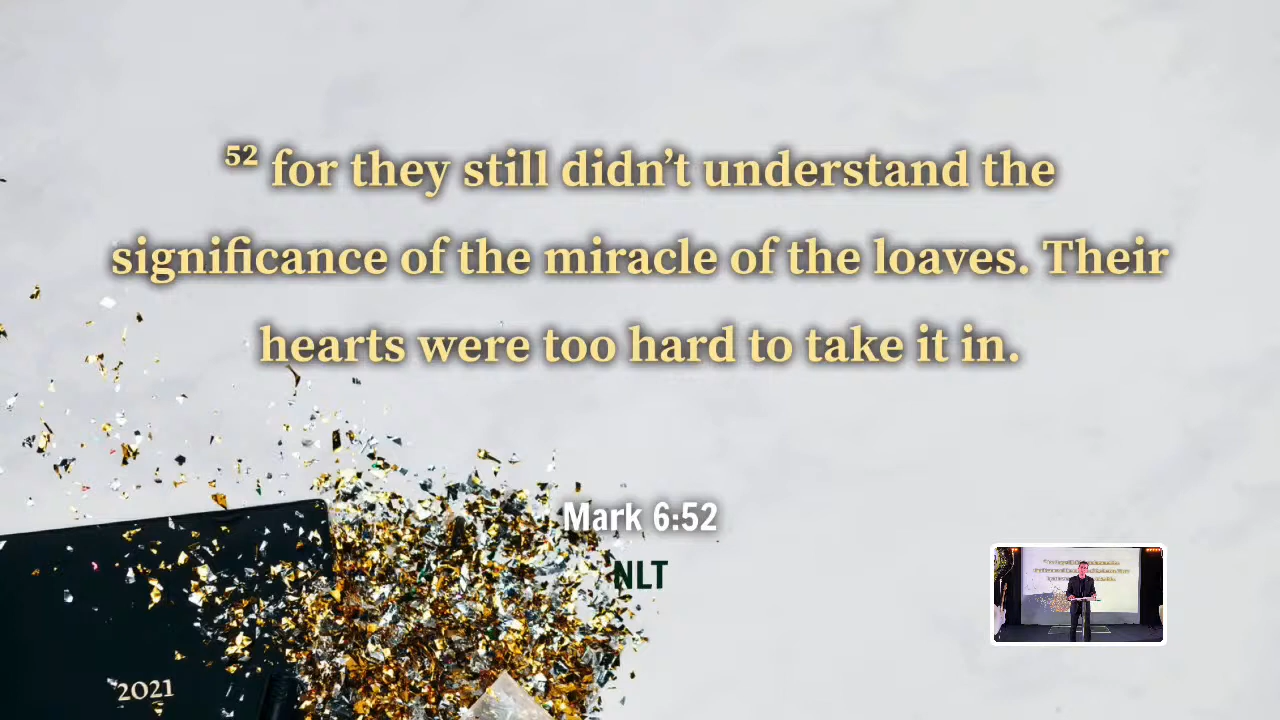 ⁵² for they still didn’t understand the
significance of the miracle of the loaves. Their
hearts were too hard to take it in.
Mark 6:52
NLT
2021